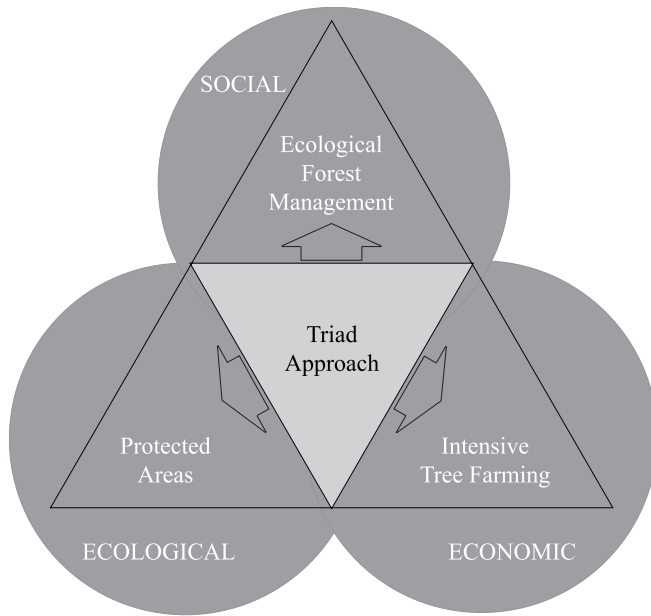 SOCIAL
Ecological
Forest
Management
Triad
Approach
Protected
Areas
Intensive
Tree Farming
ECOLOGICAL
ECONOMIC